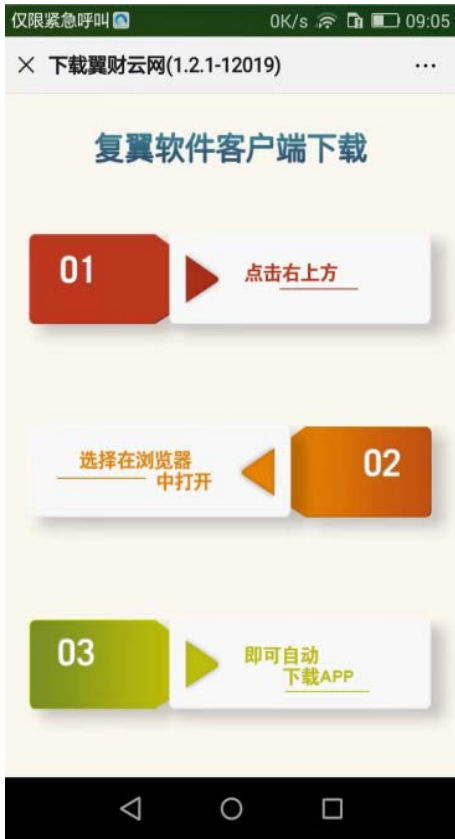 仅限紧急呼叫 0K/s 09:05
下载翼财云网(1.2.1-12019) ...
复翼软件客户端下载
01
点击右上方
选择在浏览器
中打开
02
03
即可自动
下载APP